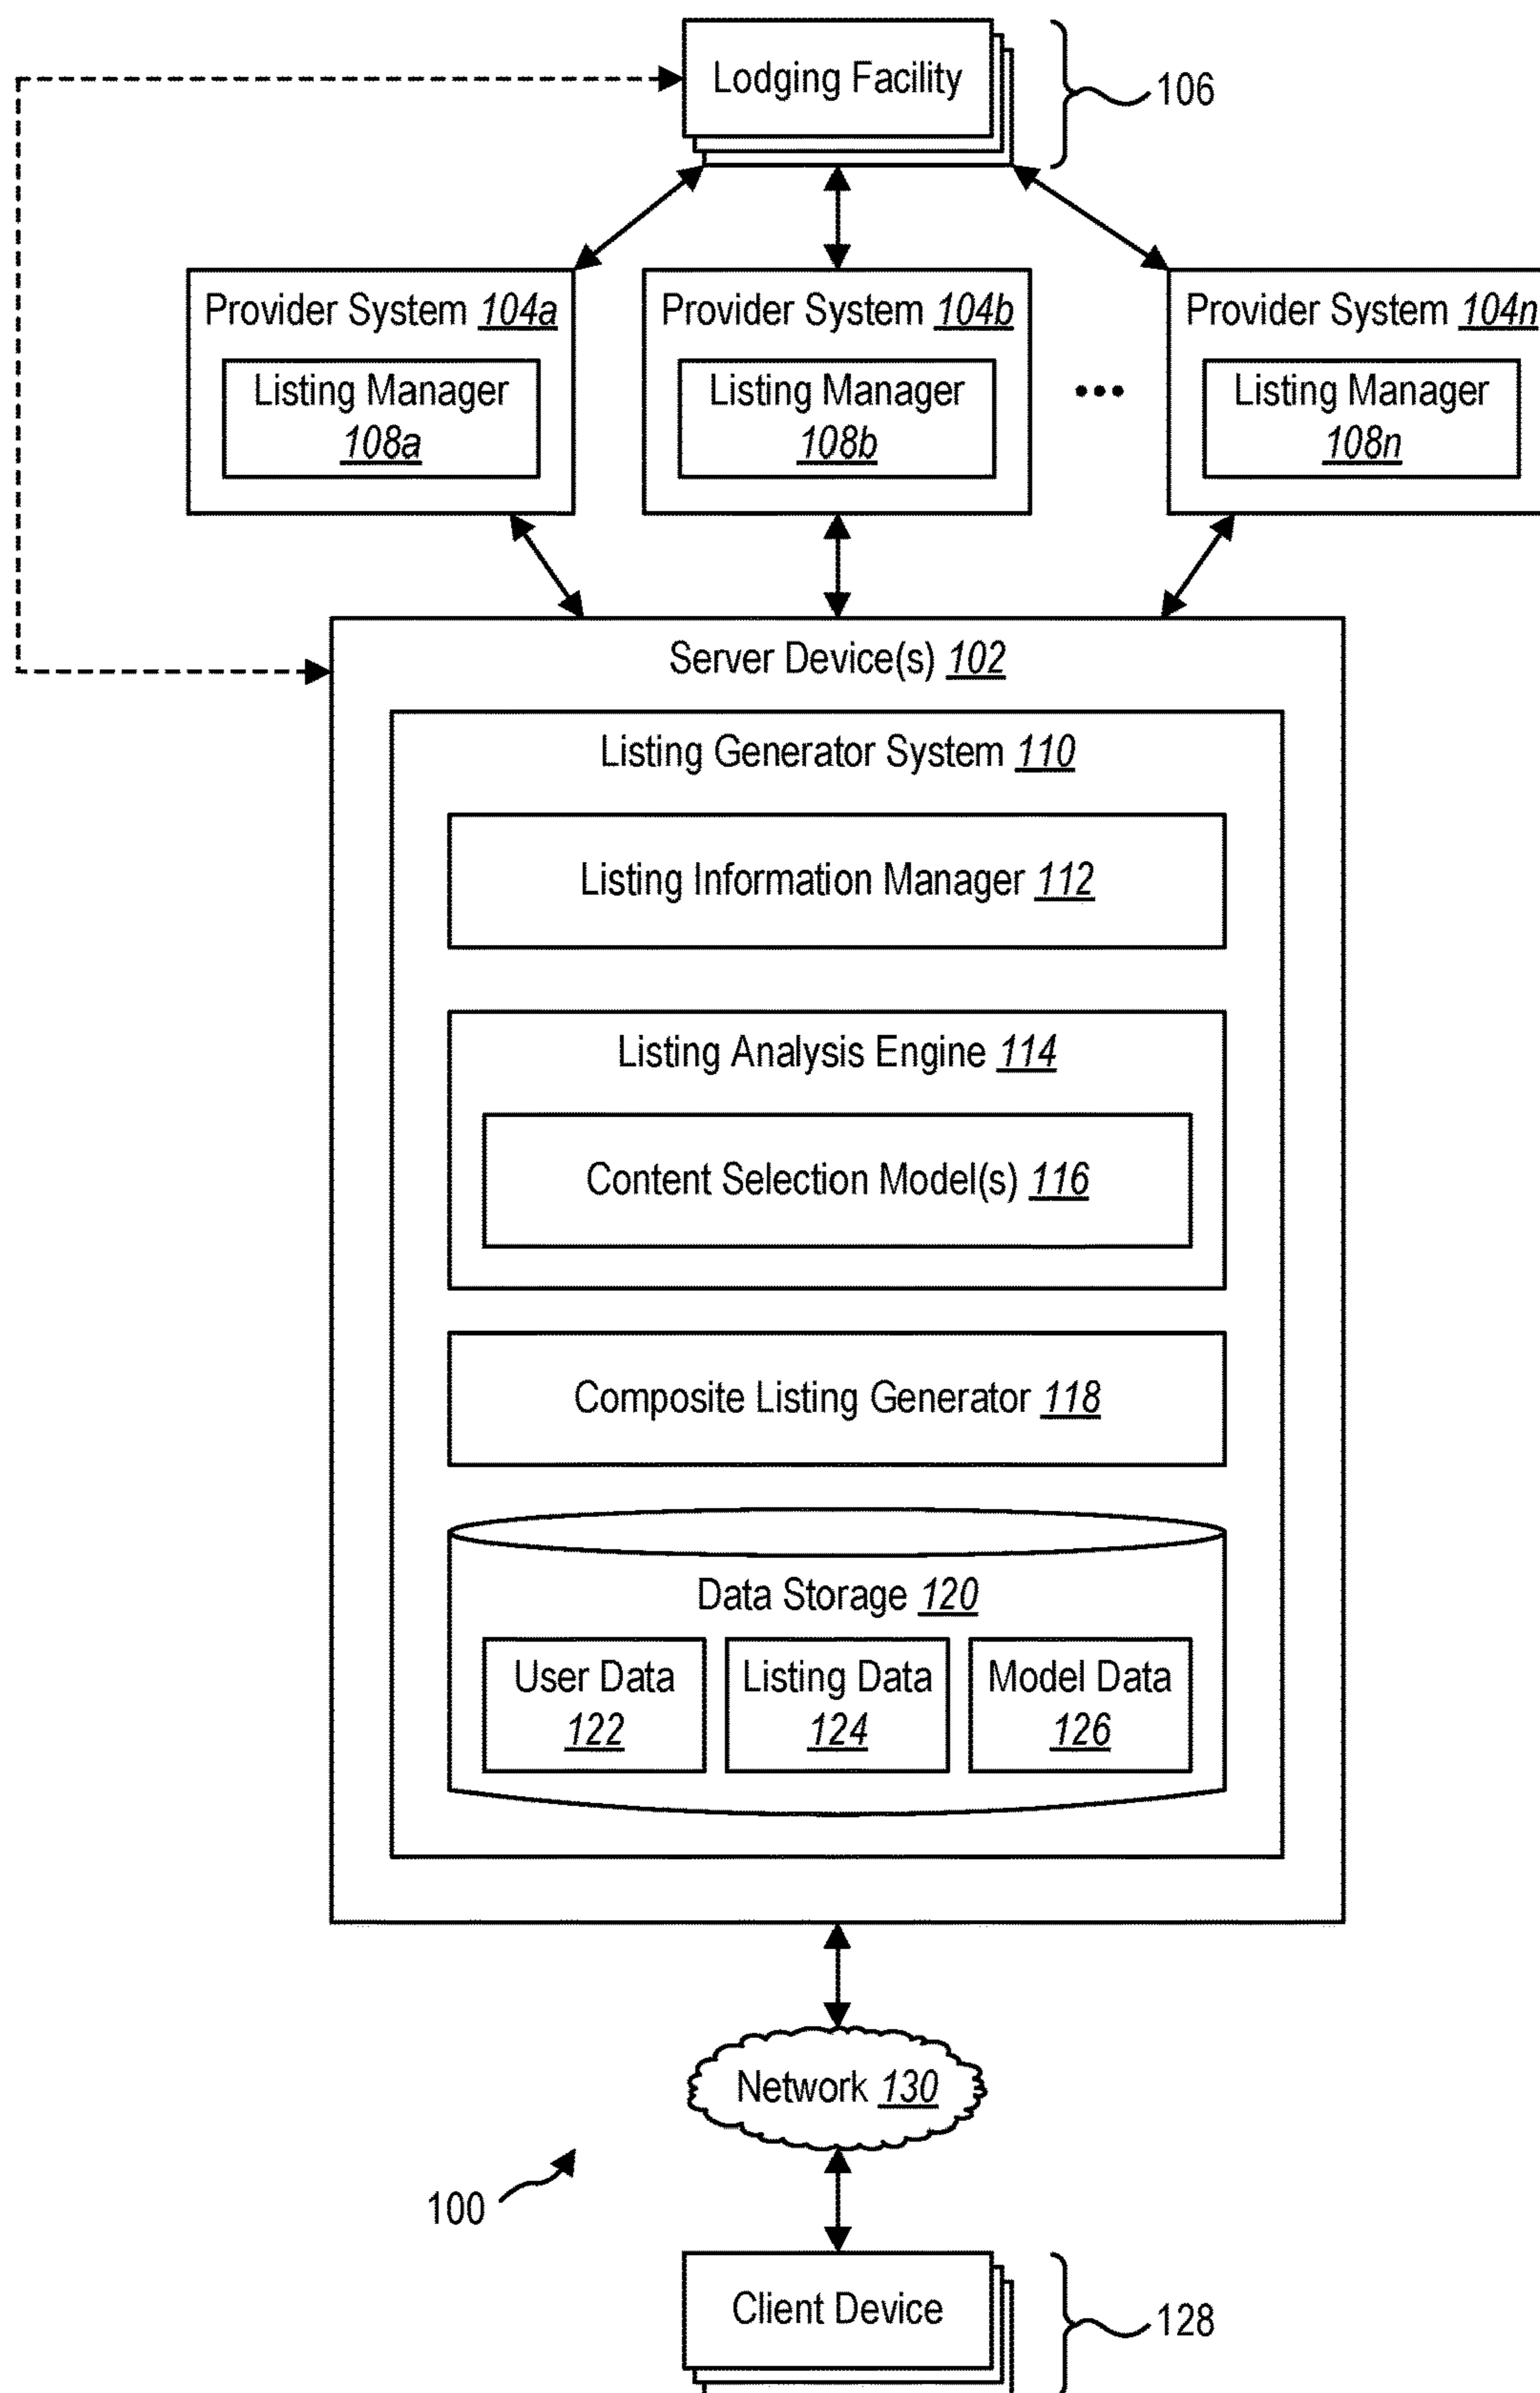 Lodging Facility
106
Provider System 104a
Listing Manager
108a
Provider System 104b
Listing Manager
108b
...
Provider System 104n
Listing Manager
108n
Server Device(s) 102
Listing Generator System 110
Listing Information Manager 112
Listing Analysis Engine 114
Content Selection Model(s) 116
Composite Listing Generator 118
Data Storage 120
User Data
122
Listing Data
124
Model Data
126
Network 130
100
Client Device
128